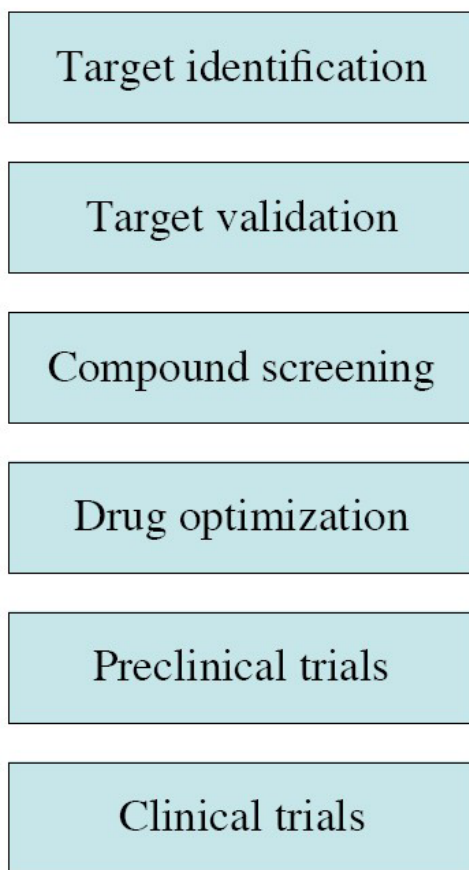 Target identification
Target validation
Compound screening
Drug optimization
Preclinical trials
Clinical trials